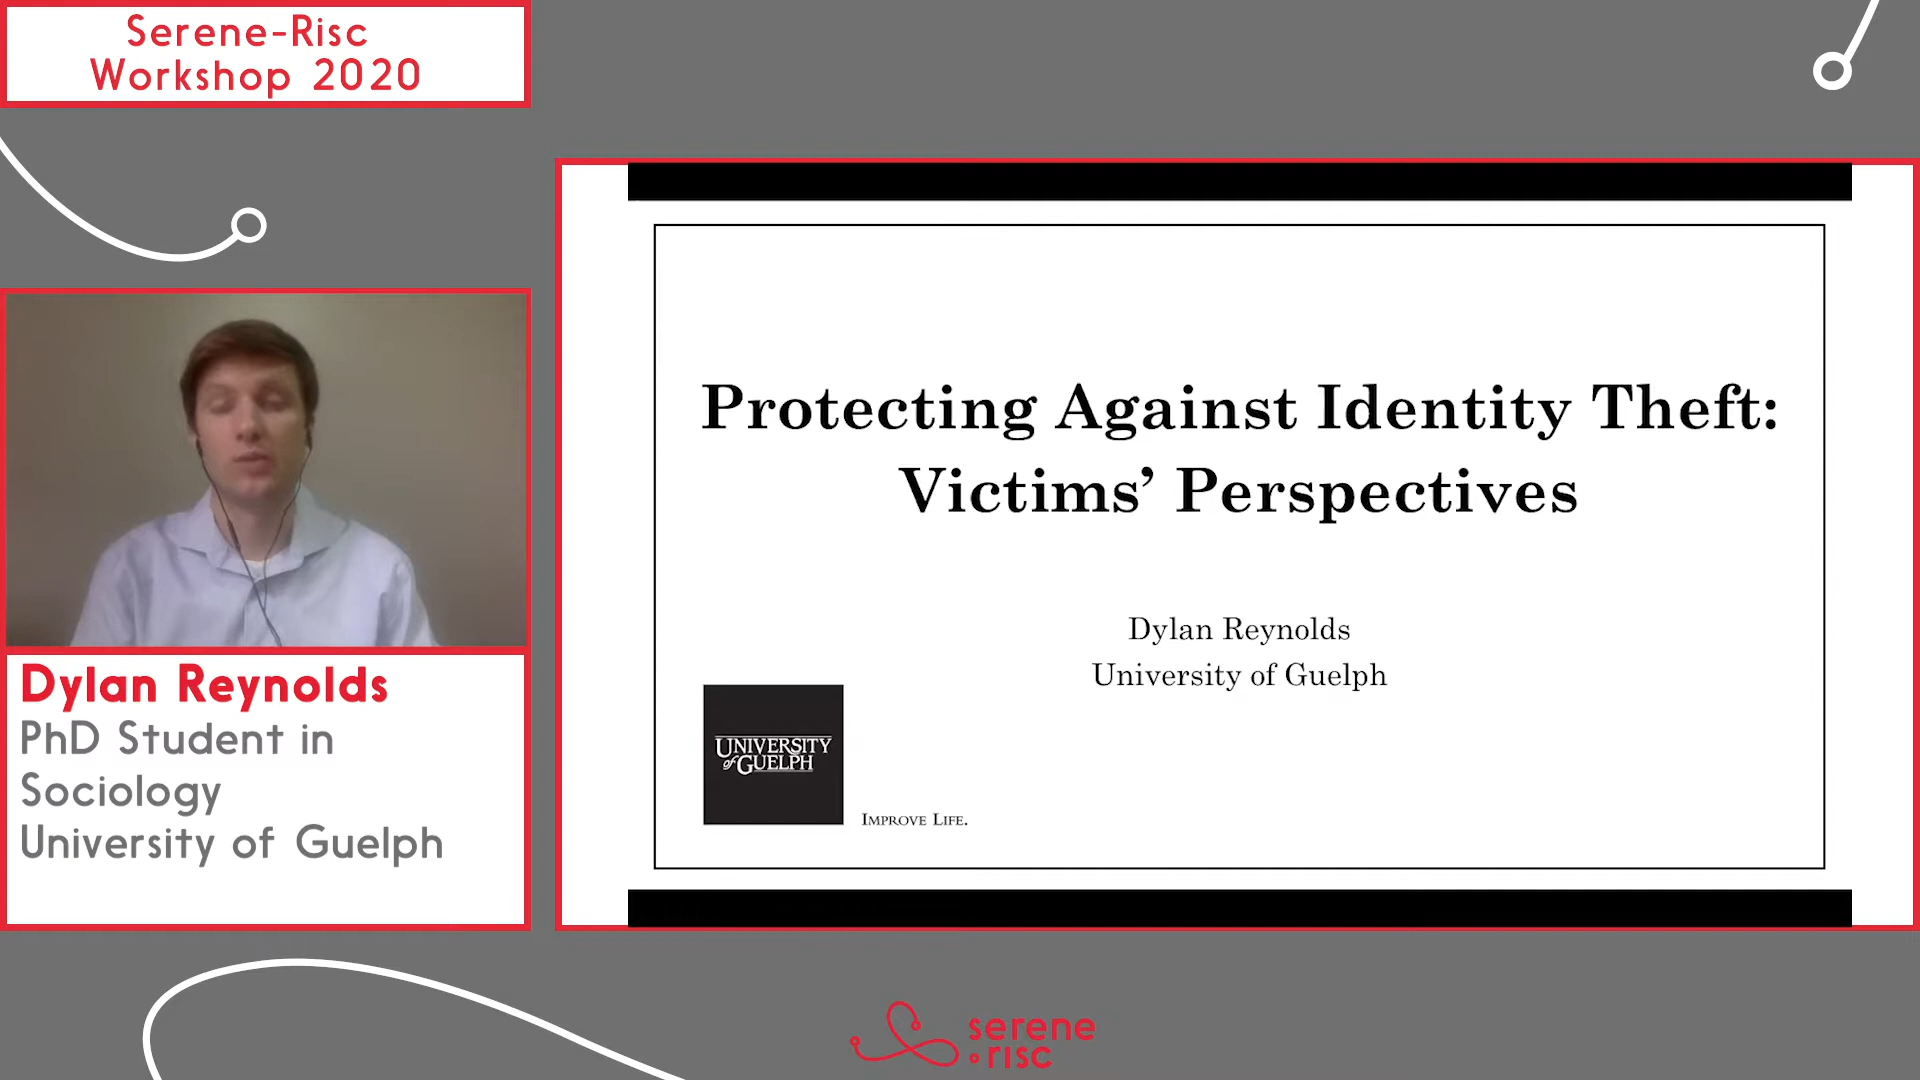 Serene-Risc
Workshop 2020
Protecting Against Identity Theft:
Victims’ Perspectives
Dylan Reynolds
University of Guelph
UNIVERSITY
of GUELPH
IMPROVE LIFE.
Dylan Reynolds
PhD Student in
Sociology
University of Guelph
serene
risc